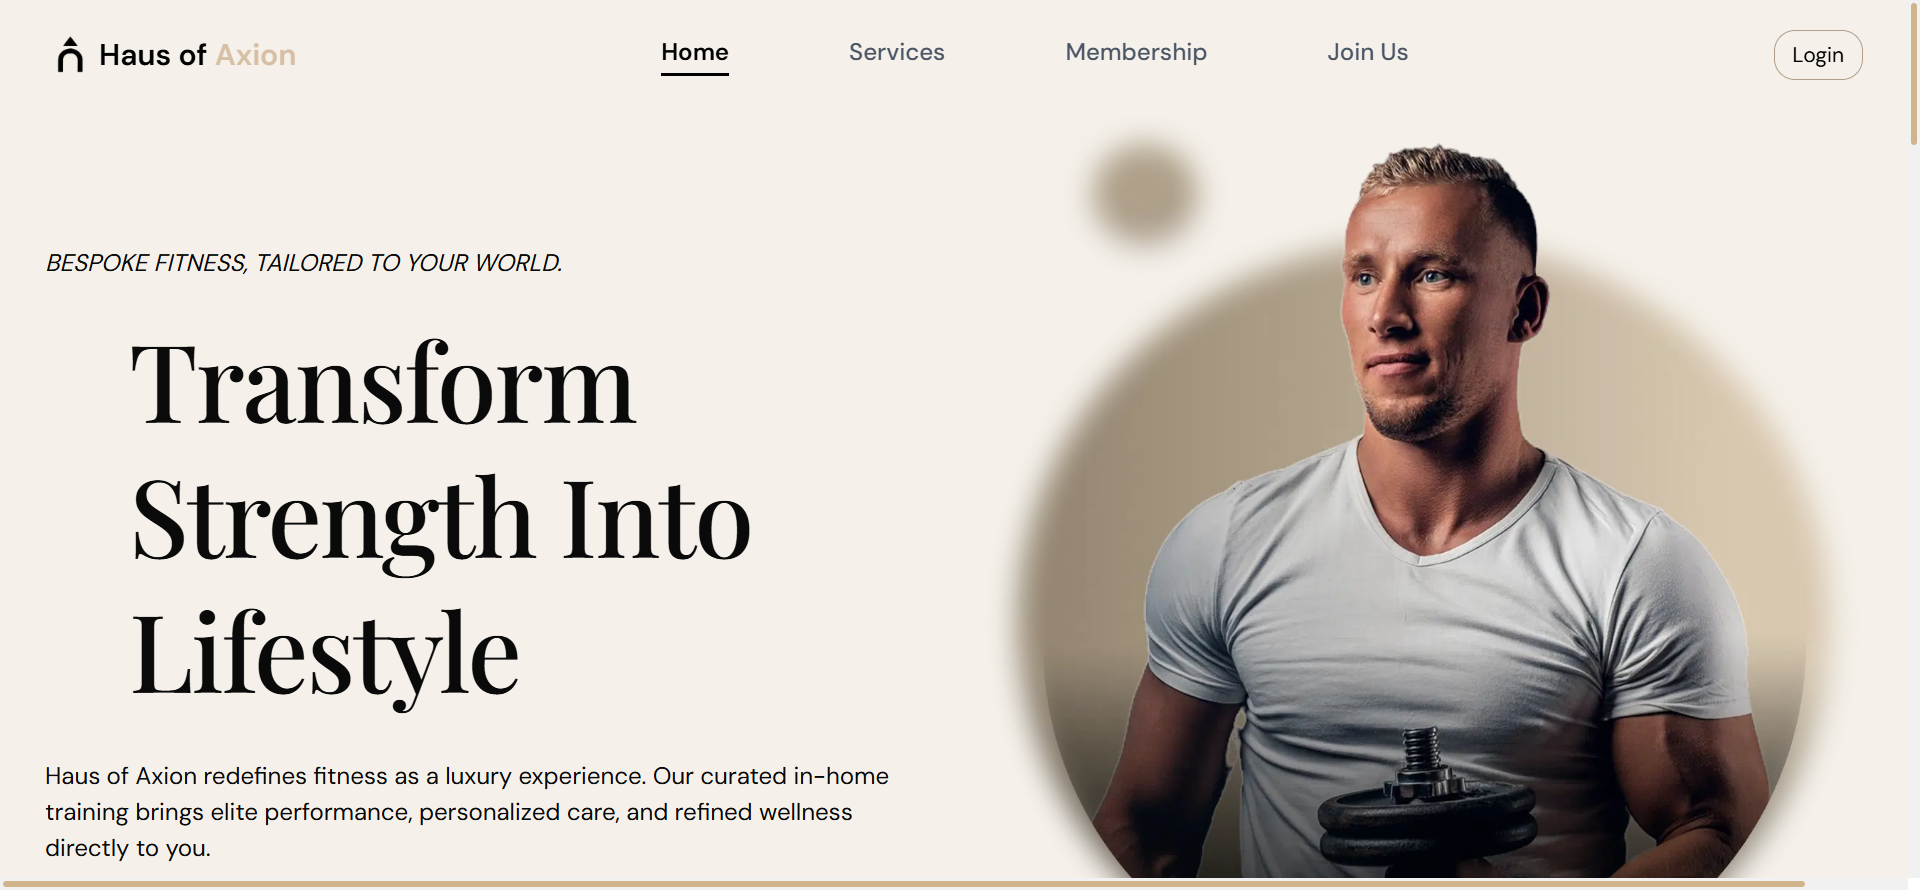 Haus of Axion
Home
Services
Membership
Join Us
Login
BESPOKE FITNESS, TAILORED TO YOUR WORLD.
Transform
Strength Into
Lifestyle
Haus of Axion redefines fitness as a luxury experience. Our curated in-home
training brings elite performance, personalized care, and refined wellness
directly to you.